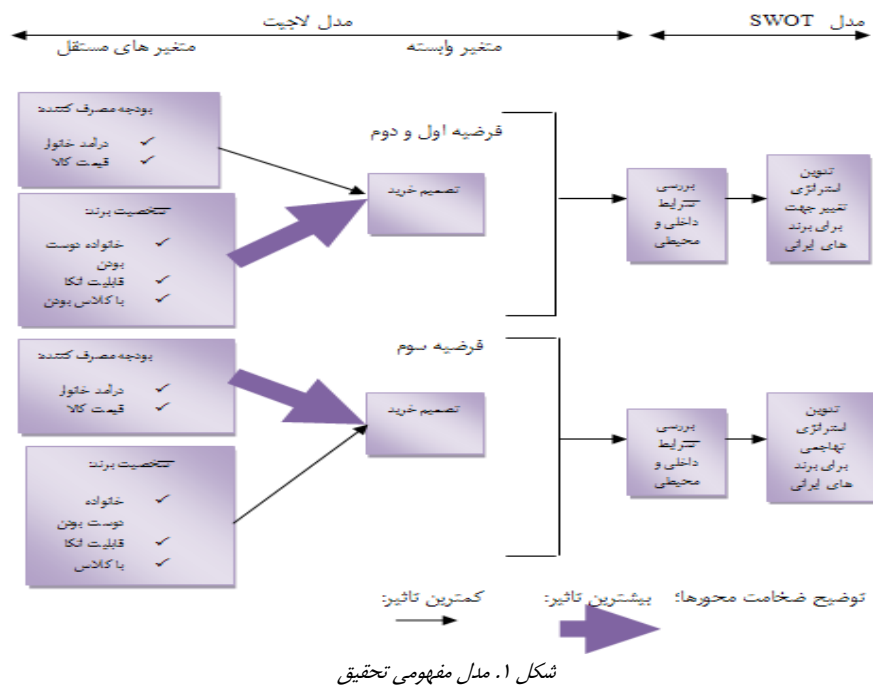 مدل لاجیت
مدل SWOT
متغیر های مستقل
متغیر وابسته
بودجه مصرف کننده:
✓ درآمد خانوار
✓ قیمت کالا
شخصیت برند:
✓ خانواده دوست
بودن
✓ قابلیت اتکا
✓ با کلاس بودن
فرضیه اول و دوم
تصمیم خرید
بررسی
شرایط
داخلی و
محیطی
تدوین
استراتژی
تغییر جهت
برای برند
های ایرانی
بودجه مصرف کننده:
✓ درآمد خانوار
✓ قیمت کالا
شخصیت برند:
✓ خانواده
دوست بودن
✓ قابلیت اتکا
✓ با کلاس
فرضیه سوم
تصمیم خرید
بررسی
شرایط
داخلی و
محیطی
تدوین
استراتژی
تهاجمی
برای برند
های ایرانی
توضیح ضخامت محورها؛ بیشترین تاثیر: کمترین تاثیر:
شکل ۱. مدل مفهومی تحقیق